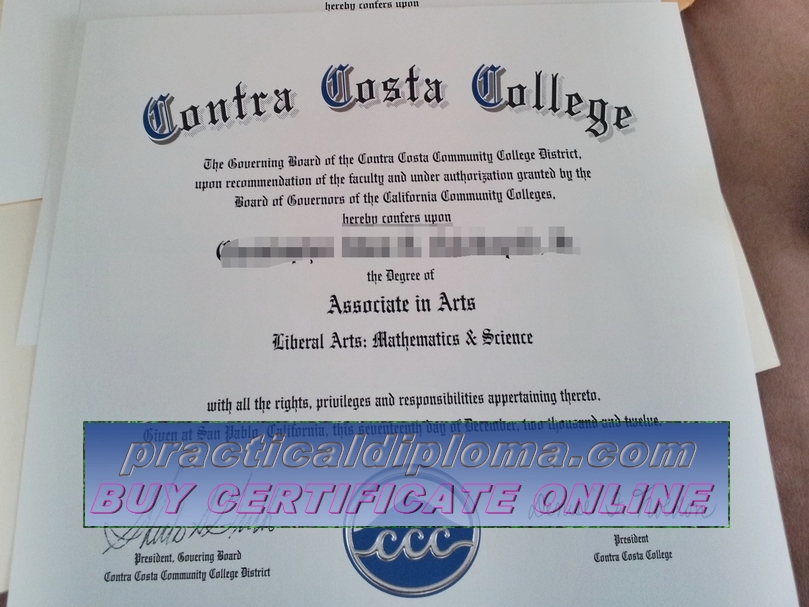 hereby confers upon
Contra Costa College
The Governing Board of the Contra Costa Community College District,
upon recommendation of the faculty and under authorization granted by the
Board of Governors of the California Community Colleges,
hereby confers upon
the Degree of
Associate in Arts
Liberal Arts: Mathematics & Science
with all the rights, privileges and responsibilities appertaining thereto.
Given at San Pablo, California, this seventeenth day of December, two thousand and twelve.
practicaldiploma.com
BUY CERTIFICATE ONLINE
ccc
President, Govering Board
Contra Costa Community College District
President
Contra Costa College